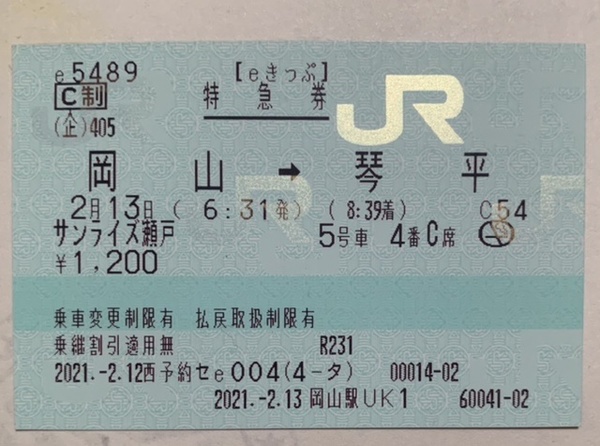 e5489 [eきっぷ]
C制 特急券 JR
(企)405
岡山→琴平
2月13日( 6:31発) ( 8:39着) C54
サンライズ瀬戸 5号車 4番C席
¥1,200
乗車変更制限有 払戻取扱制限有
乗継割引適用無 R231
2021.-2.12西予約セe004(4-タ) 00014-02
2021.-2.13岡山駅UK1 60041-02